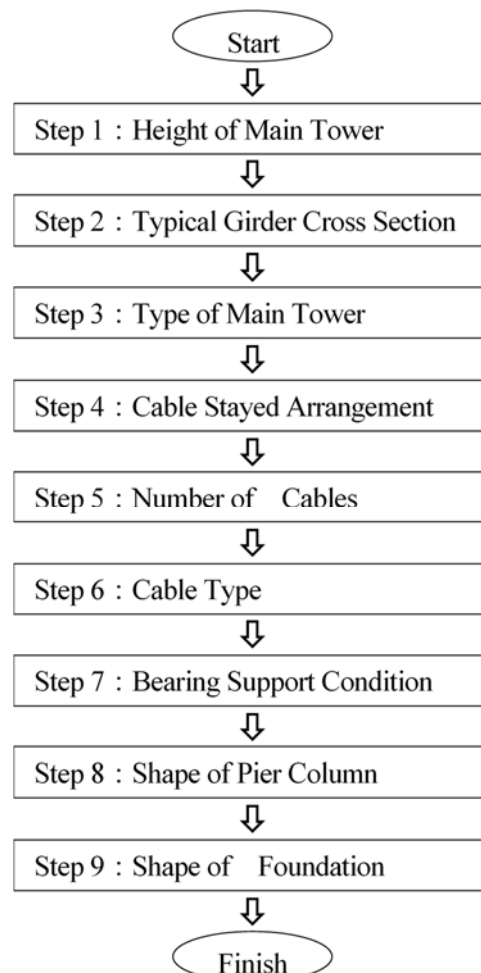 Start
Step 1：Height of Main Tower
Step 2：Typical Girder Cross Section
Step 3：Type of Main Tower
Step 4：Cable Stayed Arrangement
Step 5：Number of Cables
Step 6：Cable Type
Step 7：Bearing Support Condition
Step 8：Shape of Pier Column
Step 9：Shape of Foundation
Finish